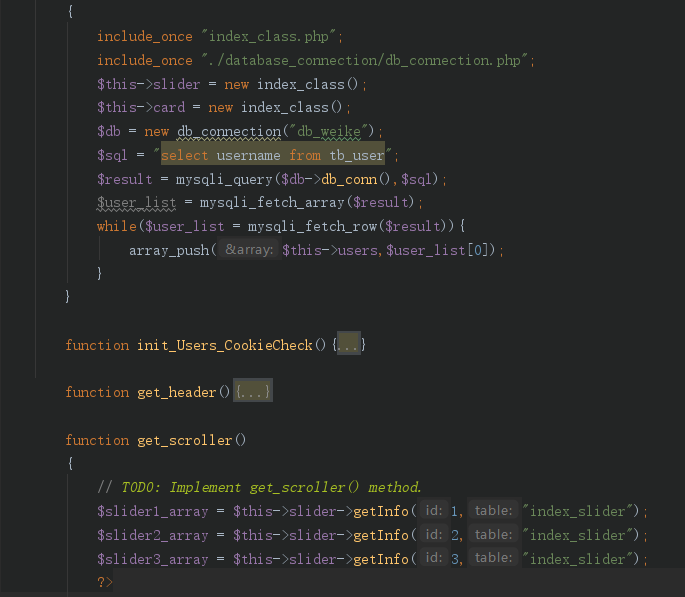 {
include_once "index_class.php";
include_once "./database_connection/db_connection.php";
$this->slider = new index_class();
$this->card = new index_class();
$db = new db_connection("db_weike");
$sql = "select username from tb_user";
$result = mysqli_query($db->db_conn(),$sql);
$user_list = mysqli_fetch_array($result);
while($user_list = mysqli_fetch_row($result)){
array_push( &array: $this->users,$user_list[0]);
}
}
function init_Users_CookieCheck(){...}
function get_header(){...}
function get_scroller()
{
// TODO: Implement get_scroller() method.
$slider1_array = $this->slider->getInfo( id: 1, table: "index_slider");
$slider2_array = $this->slider->getInfo( id: 2, table: "index_slider");
$slider3_array = $this->slider->getInfo( id: 3, table: "index_slider");
?>